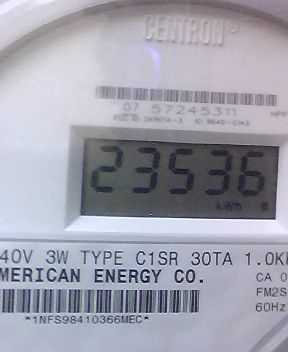 CENTRON®
07 57245311
23536
kWh
40V 3W TYPE C1SR 30TA 1.0K
MERICAN ENERGY CO.
CA 0
FM2S
60Hz
*1NFS98410366MEC*